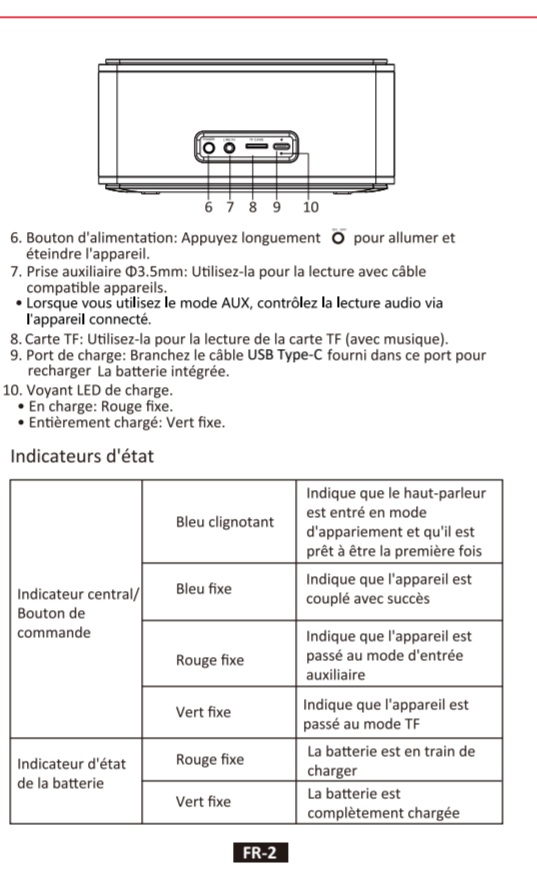 6 7 8 9 10
6. Bouton d'alimentation: Appuyez longuement pour allumer et
éteindre l'appareil.
7. Prise auxiliaire Φ3.5mm: Utilisez-la pour la lecture avec câble
compatible appareils.
• Lorsque vous utilisez le mode AUX, contrôlez la lecture audio via
l'appareil connecté.
8. Carte TF: Utilisez-la pour la lecture de la carte TF (avec musique).
9. Port de charge: Branchez le câble USB Type-C fourni dans ce port pour
recharger La batterie intégrée.
10. Voyant LED de charge.
• En charge: Rouge fixe.
• Entièrement chargé: Vert fixe.
Indicateurs d'état
Indicateur central/
Bouton de
commande
Bleu clignotant
Indique que le haut-parleur
est entré en mode
d'appariement et qu'il est
prêt à être la première fois
Bleu fixe
Indique que l'appareil est
couplé avec succès
Rouge fixe
Indique que l'appareil est
passé au mode d'entrée
auxiliaire
Vert fixe
Indique que l'appareil est
passé au mode TF
Indicateur d'état
de la batterie
Rouge fixe
La batterie est en train de
charger
Vert fixe
La batterie est
complètement chargée
FR-2